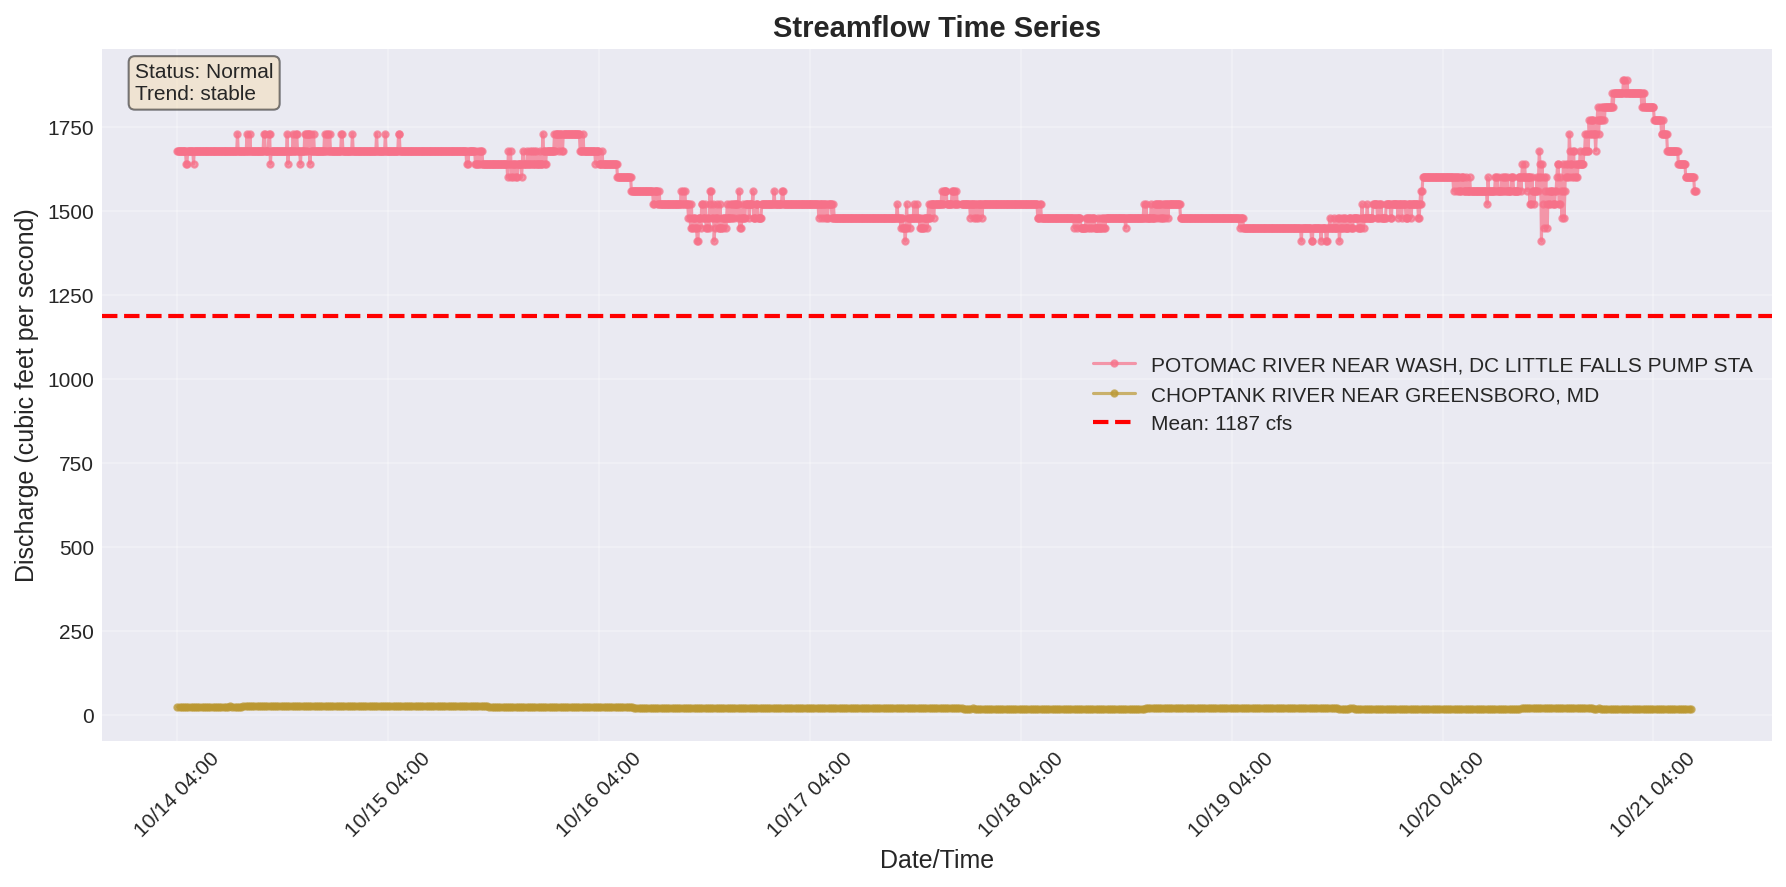 Streamflow Time Series
Status: Normal
Trend: stable
Discharge (cubic feet per second)
1750
1500
1250
1000
750
500
250
0
POTOMAC RIVER NEAR WASH, DC LITTLE FALLS PUMP STA
CHOPTANK RIVER NEAR GREENSBORO, MD
Mean: 1187 cfs
10/14 04:00
10/15 04:00
10/16 04:00
10/17 04:00
10/18 04:00
10/19 04:00
10/20 04:00
10/21 04:00
Date/Time